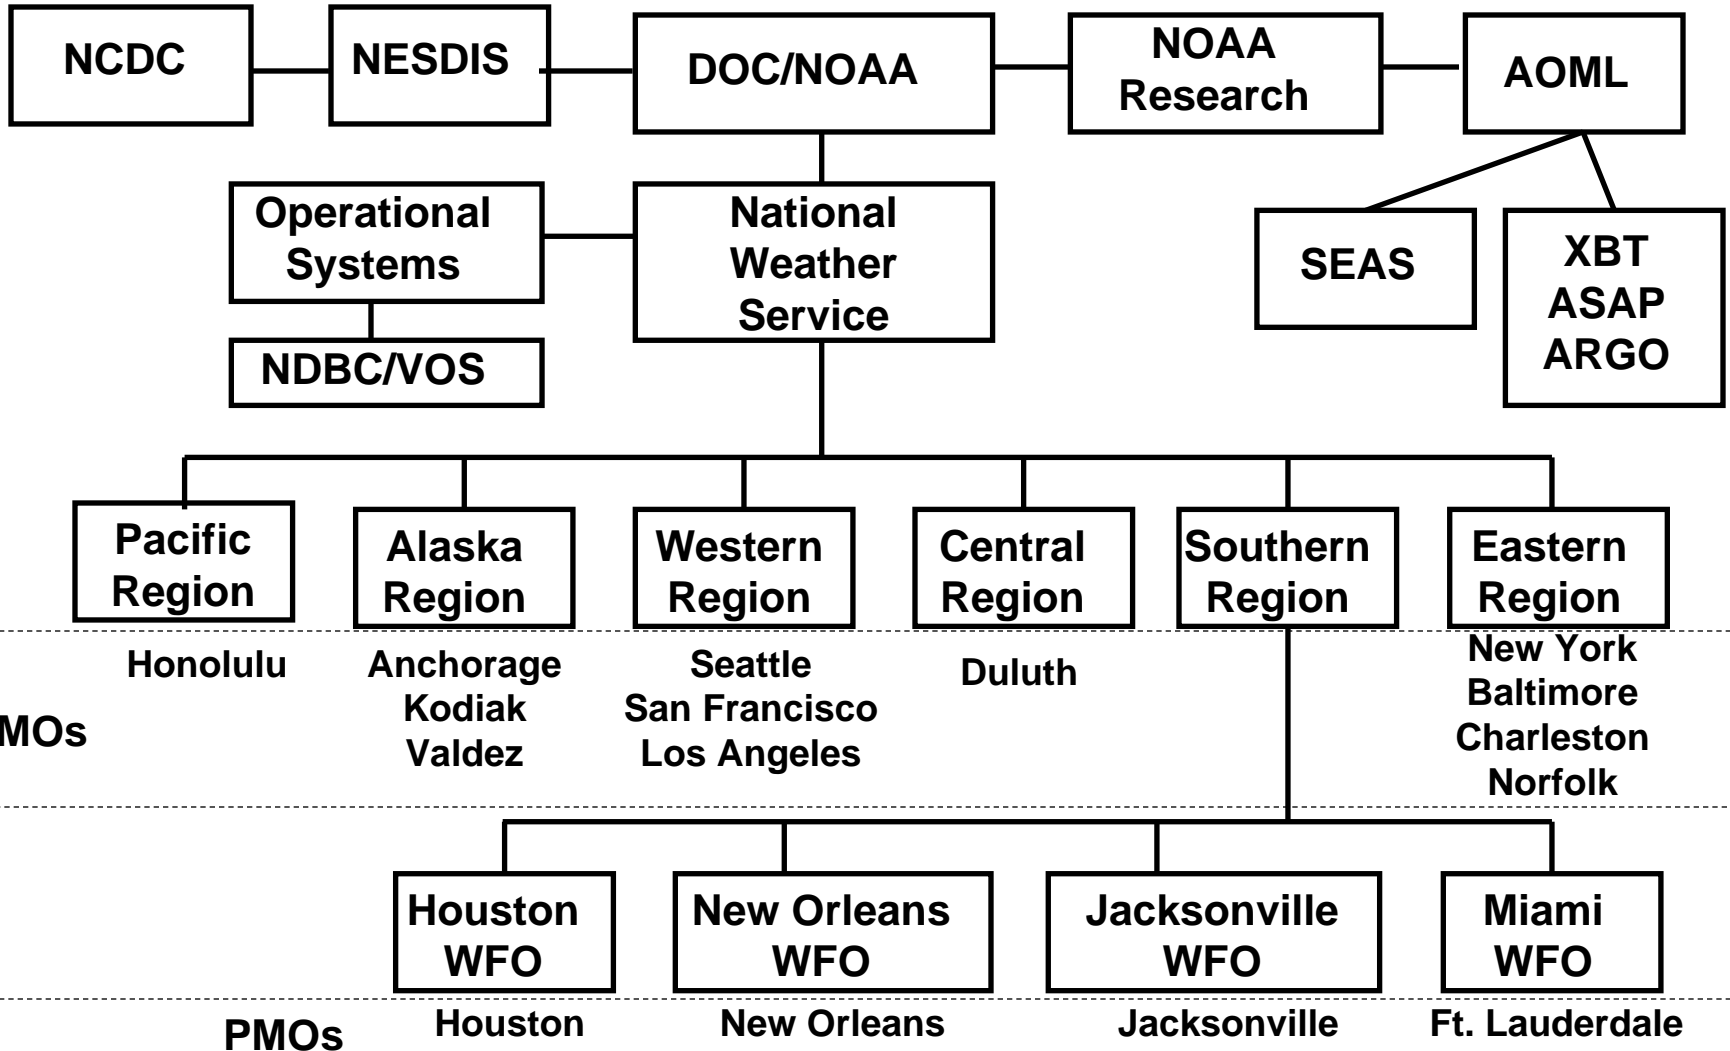 NCDC
NESDIS
DOC/NOAA
NOAA
Research
AOML
Operational
Systems
National
Weather
Service
SEAS
XBT
ASAP
ARGO
NDBC/VOS
Pacific
Region
Alaska
Region
Western
Region
Central
Region
Southern
Region
Eastern
Region
Honolulu
Anchorage
Kodiak
Valdez
Seattle
San Francisco
Los Angeles
Duluth
New York
Baltimore
Charleston
Norfolk
MOs
Houston
WFO
New Orleans
WFO
Jacksonville
WFO
Miami
WFO
PMOs
Houston
New Orleans
Jacksonville
Ft. Lauderdale